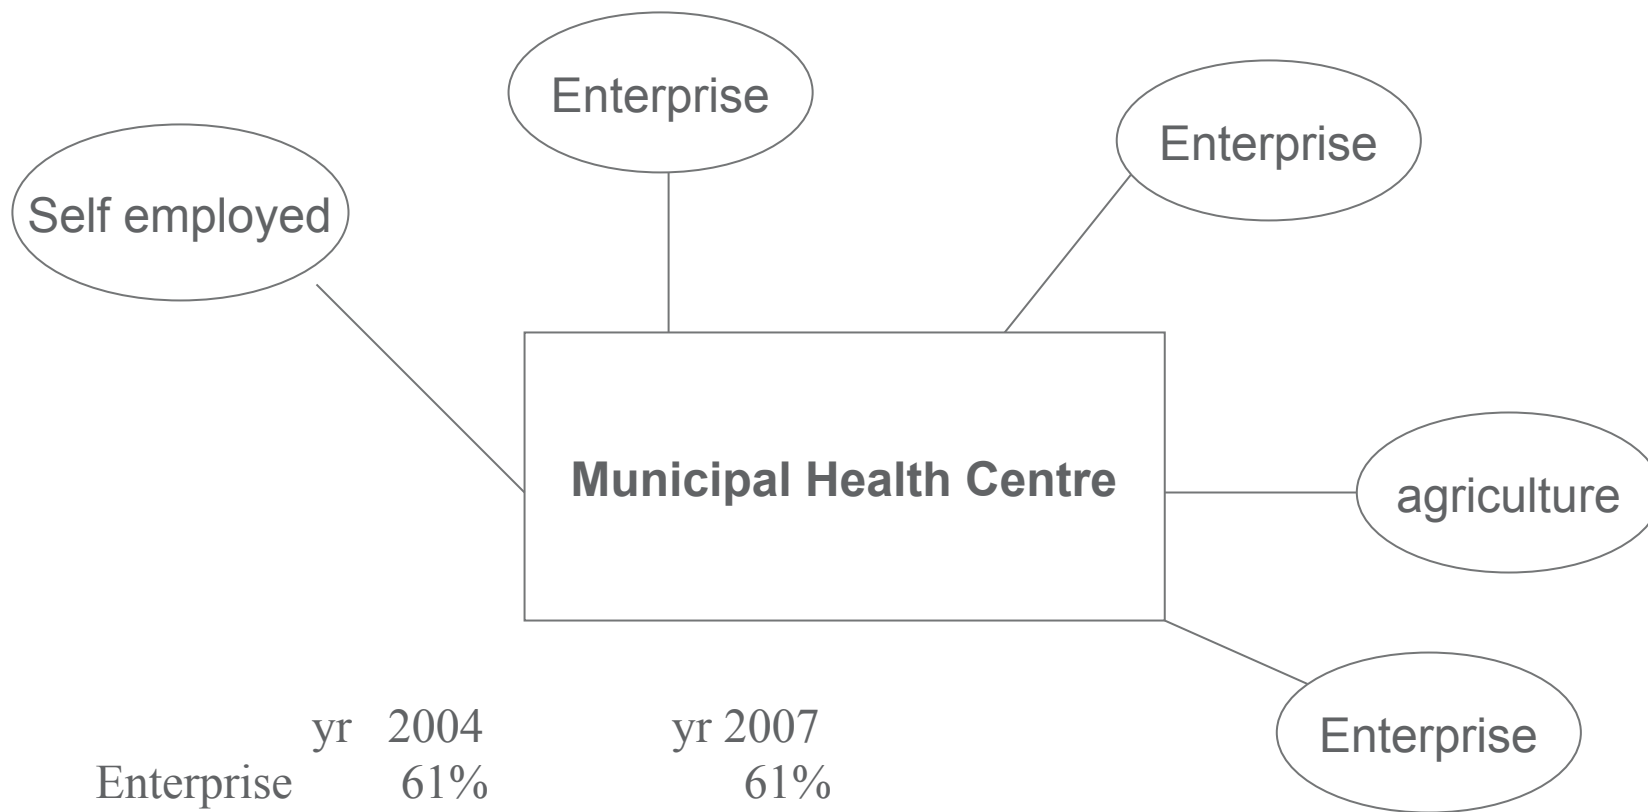 Enterprise
Enterprise
Self employed
Municipal Health Centre
agriculture
Enterprise
yr 2004 yr 2007
Enterprise 61% 61%